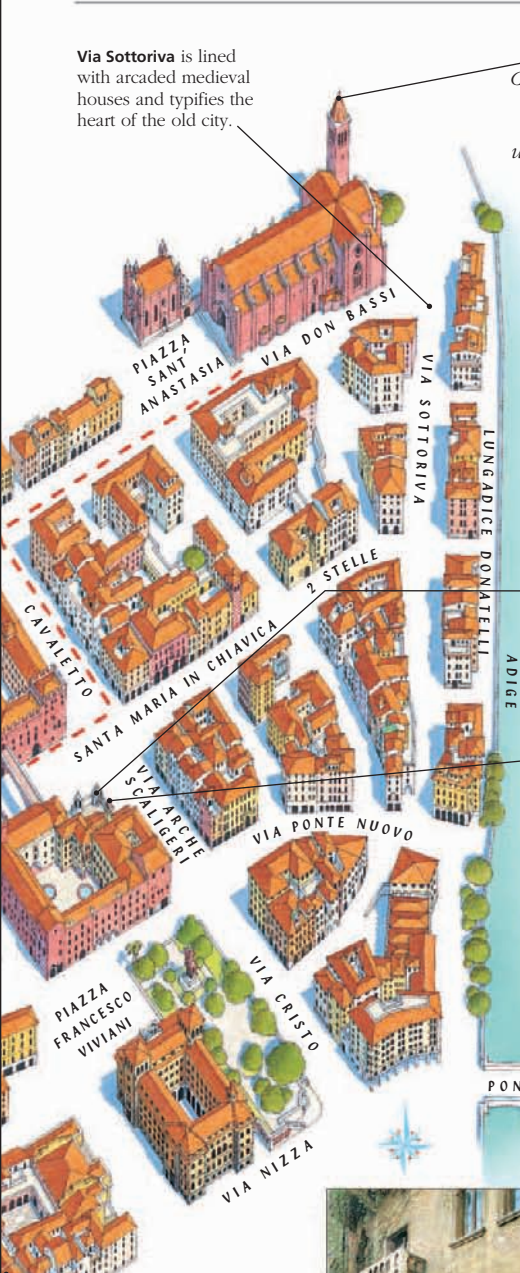 Via Sottoriva is lined
with arcaded medieval
houses and typifies the
heart of the old city.
PIAZZA
SANT'
ANASTASIA
VIA DON BASSI
VIA SOTTORIVA
LUNGADICE DONATELLI
2 STELLE
CAVALETTO
SANTA MARIA IN CHIAVICA
ADIGE
VIA ARCHE
SCALIGERI
VIA PONTE NUOVO
PIAZZA
FRANCESCO
VIVIANI
VIA CRISTO
VIA NIZZA